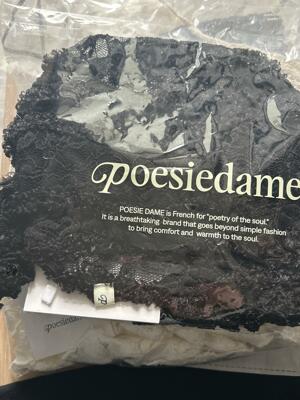 poesiedame
POESIE DAME is French for "poetry of the soul."
It is a breathtaking brand that goes beyond simple fashion
to bring comfort and warmth to the soul.
poesiedame